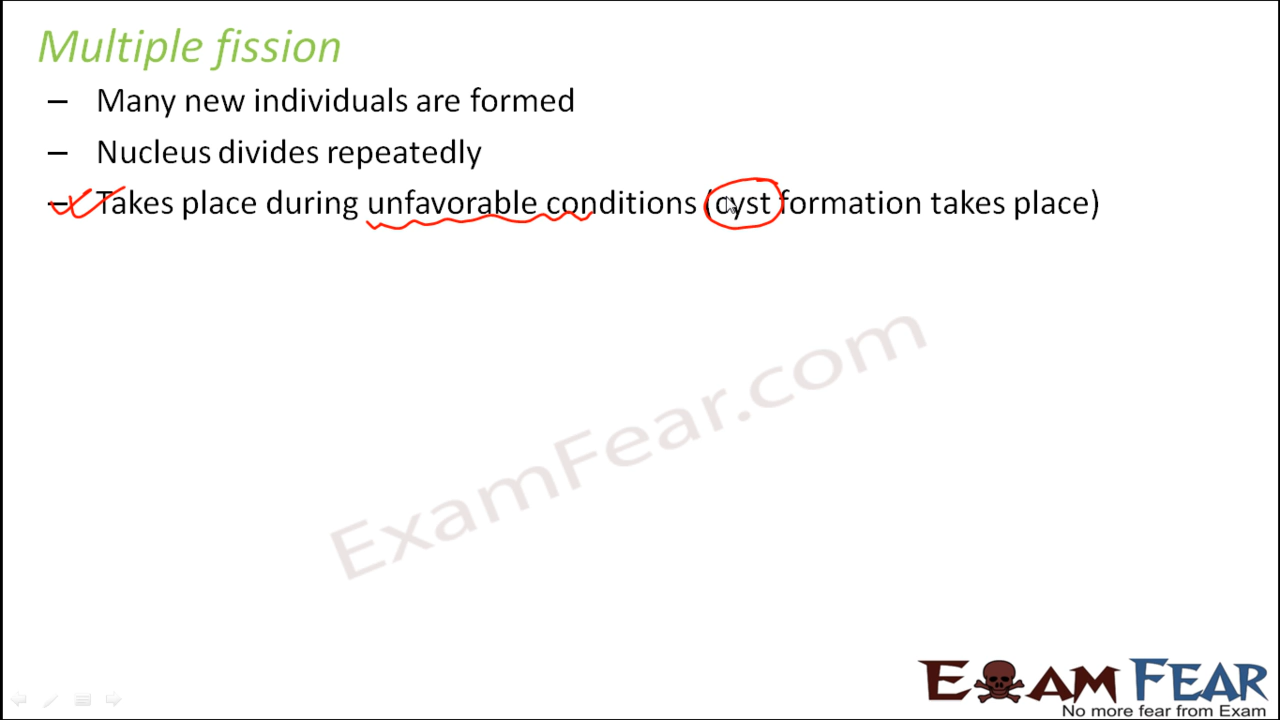 Multiple fission
– Many new individuals are formed
– Nucleus divides repeatedly
– Takes place during unfavorable conditions (cyst formation takes place)
ExamFear.com
EXAM FEAR
No more fear from Exam